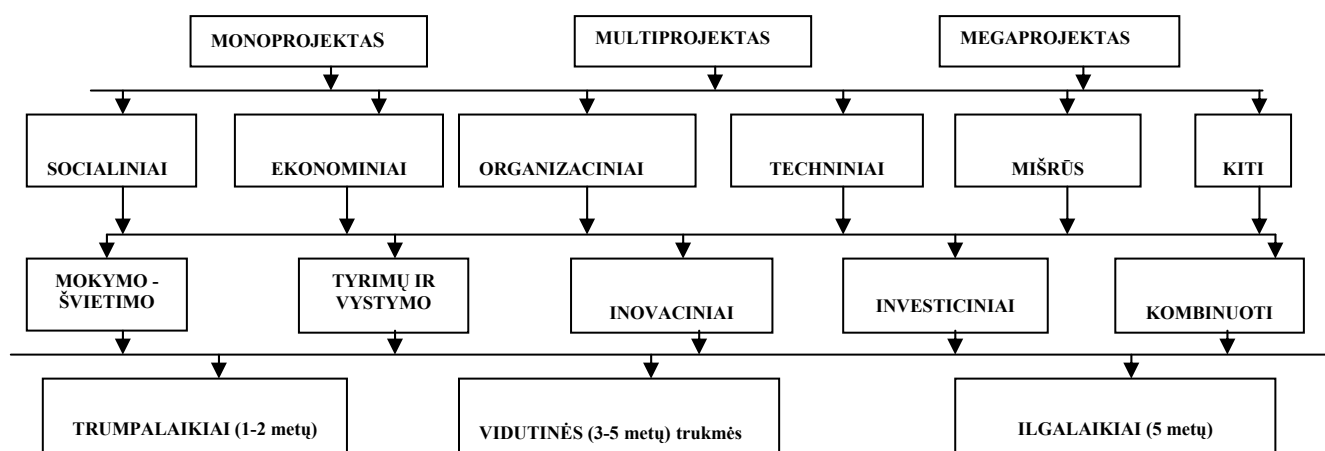 MONOPROJEKTAS
MULTIPROJEKTAS
MEGAPROJEKTAS
SOCIALINIAI
EKONOMINIAI
ORGANIZACINIAI
TECHNINIAI
MIŠRŪS
KITI
MOKYMO -
ŠVIETIMO
TYRIMŲ IR
VYSTYMO
INOVACINIAI
INVESTICINIAI
KOMBINUOTI
TRUMPALAIKIAI (1-2 metų)
VIDUTINĖS (3-5 metų) trukmės
ILGALAIKIAI (5 metų)